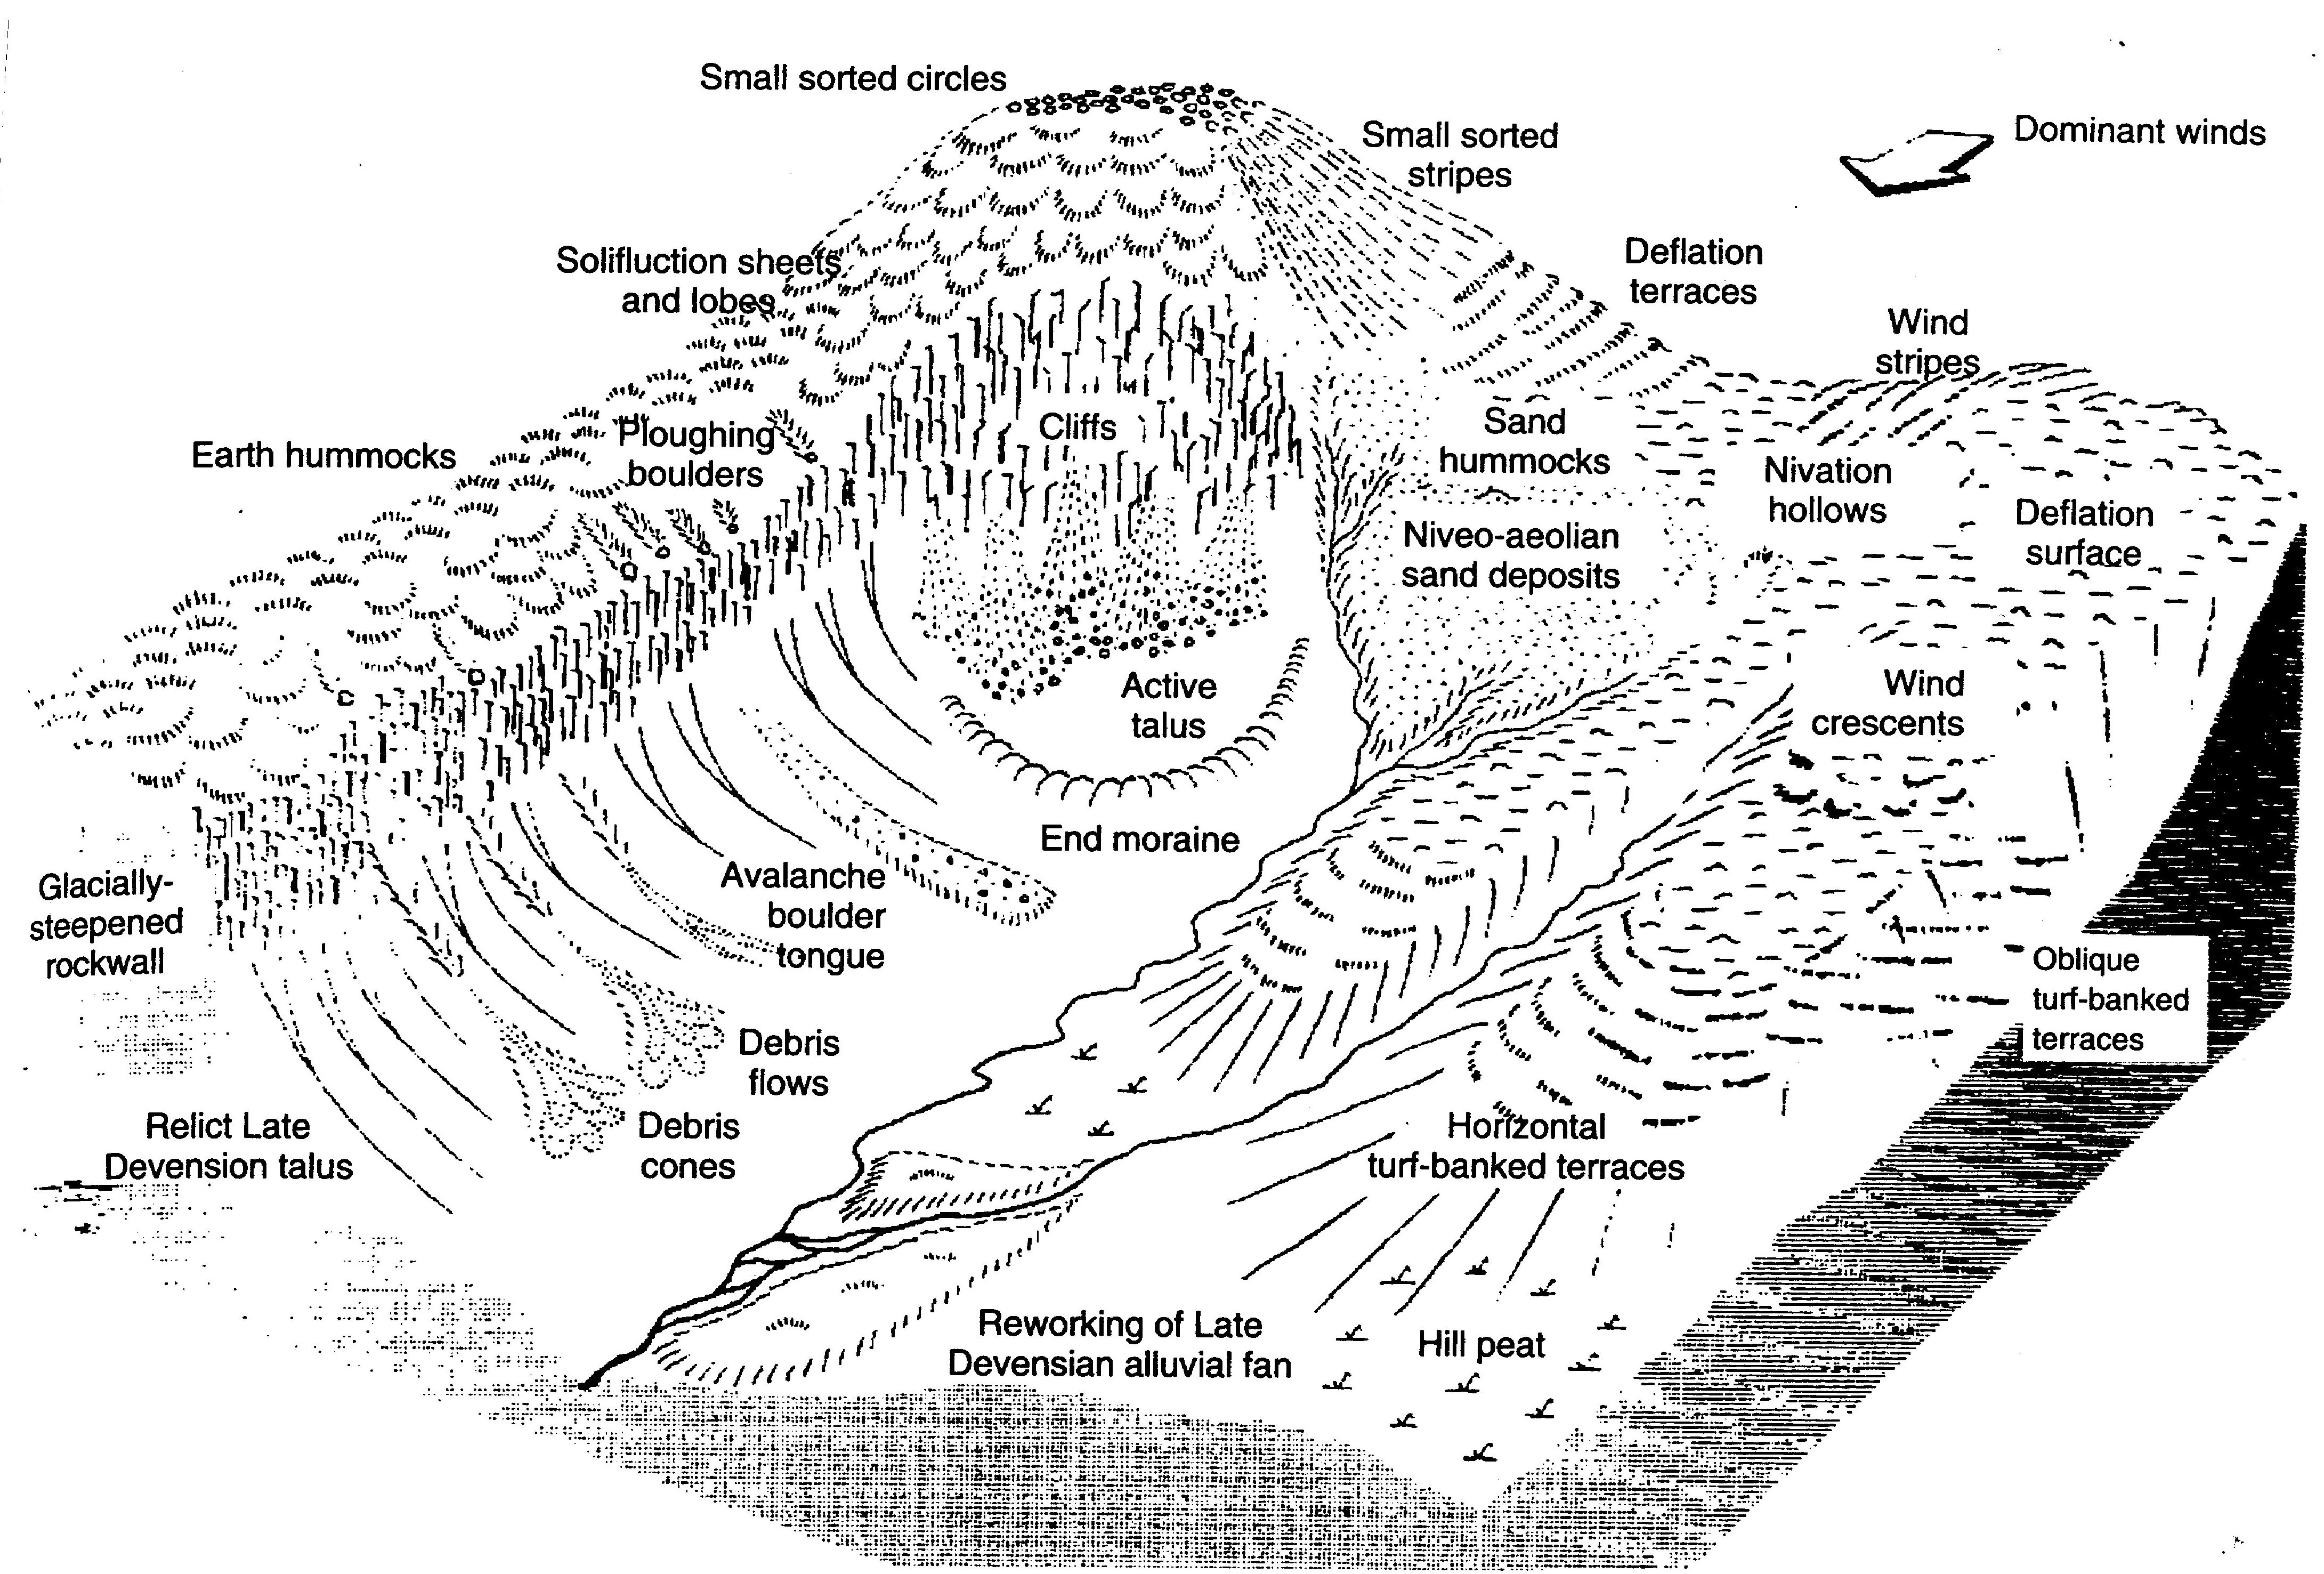 Small sorted circles
Small sorted
stripes
Dominant winds
Solifluction sheets
and lobes
Deflation
terraces
Wind
stripes
Earth hummocks
Ploughing
boulders
Cliffs
Sand
hummocks
Nivation
hollows
Deflation
surface
Niveo-aeolian
sand deposits
Active
talus
Wind
crescents
End moraine
Glacially-
steepened
rockwall
Avalanche
boulder
tongue
Oblique
turf-banked
terraces
Debris
flows
Relict Late
Devension talus
Debris
cones
Horizontal
turf-banked terraces
Reworking of Late
Devensian alluvial fan
Hill peat